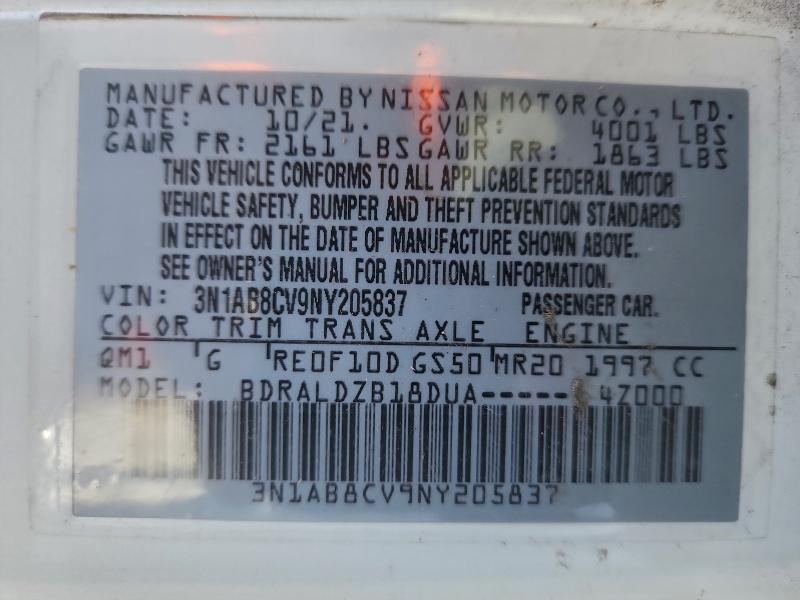 MANUFACTURED BY NISSAN MOTOR CO., LTD.
DATE: 10/21. GVWR: 4001 LBS
GAWR FR: 2161 LBS GAWR RR: 1863 LBS
THIS VEHICLE CONFORMS TO ALL APPLICABLE FEDERAL MOTOR
VEHICLE SAFETY, BUMPER AND THEFT PREVENTION STANDARDS
IN EFFECT ON THE DATE OF MANUFACTURE SHOWN ABOVE.
SEE OWNER'S MANUAL FOR ADDITIONAL INFORMATION.
VIN: 3N1AB8CV9NY205837 PASSENGER CAR.
COLOR TRIM TRANS AXLE ENGINE
QM1 G RE0F10D GS50 MR20 1997 CC
MODEL: BDRALDZB18DUA-----4Z000
3N1AB8CV9NY205837